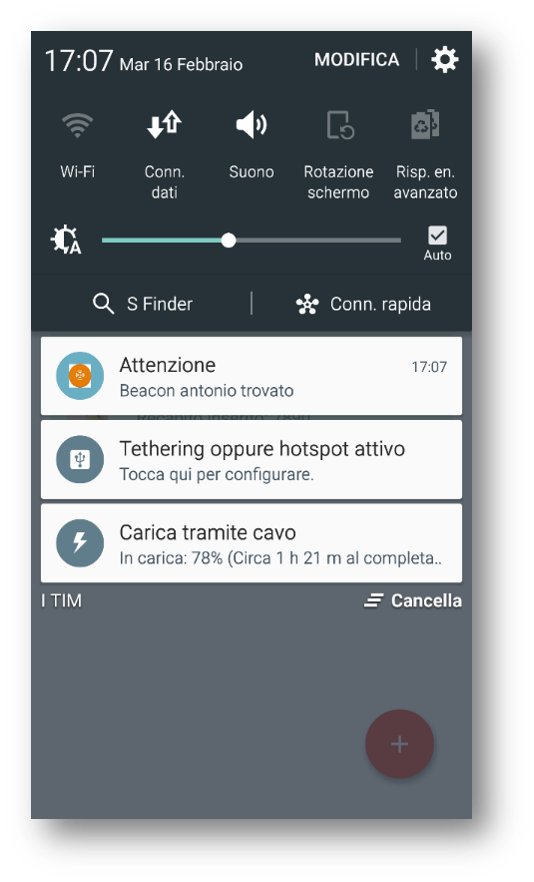 17:07 Mar 16 Febbraio MODIFICA
Wi-Fi Conn. dati Suono Rotazione schermo Risp. en. avanzato
A Auto
S Finder Conn. rapida
Attenzione 17:07
Beacon antonio trovato
Tethering oppure hotspot attivo
Tocca qui per configurare.
Carica tramite cavo
In carica: 78% (Circa 1 h 21 m al completa..
I TIM Cancella